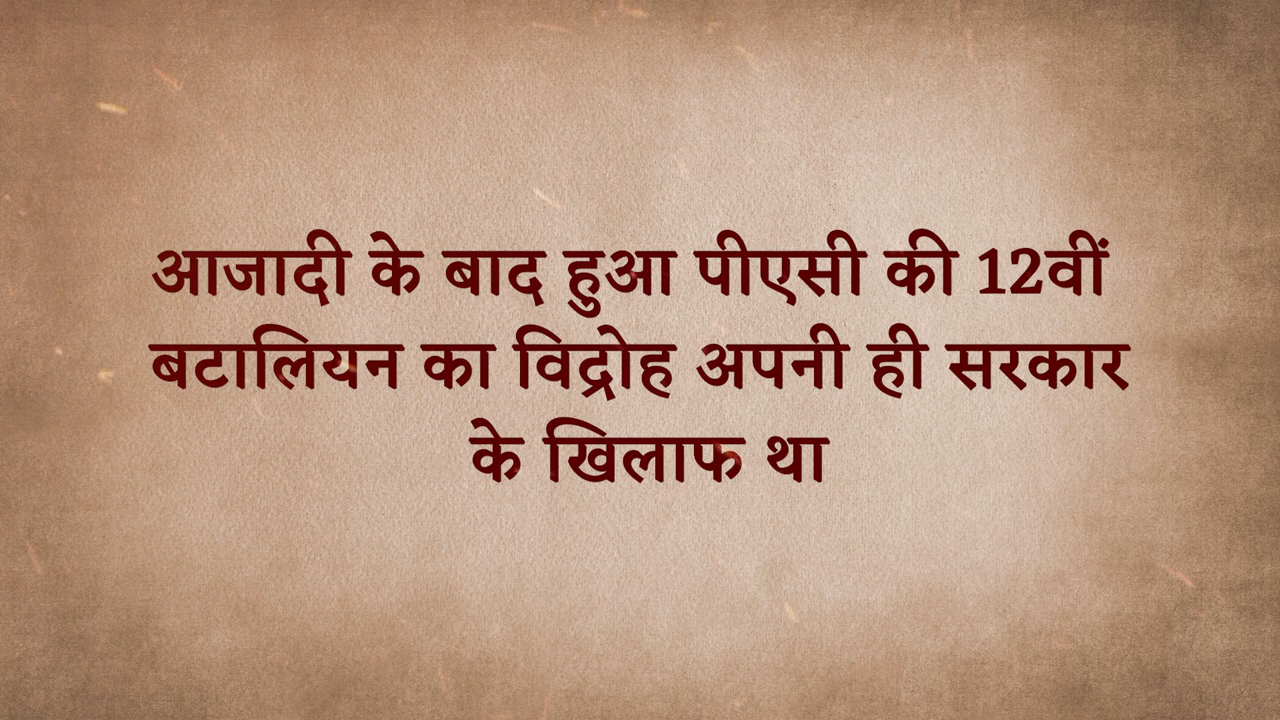 आजादी के बाद हुआ पीएसी की 12वीं
बटालियन का विद्रोह अपनी ही सरकार
के खिलाफ था